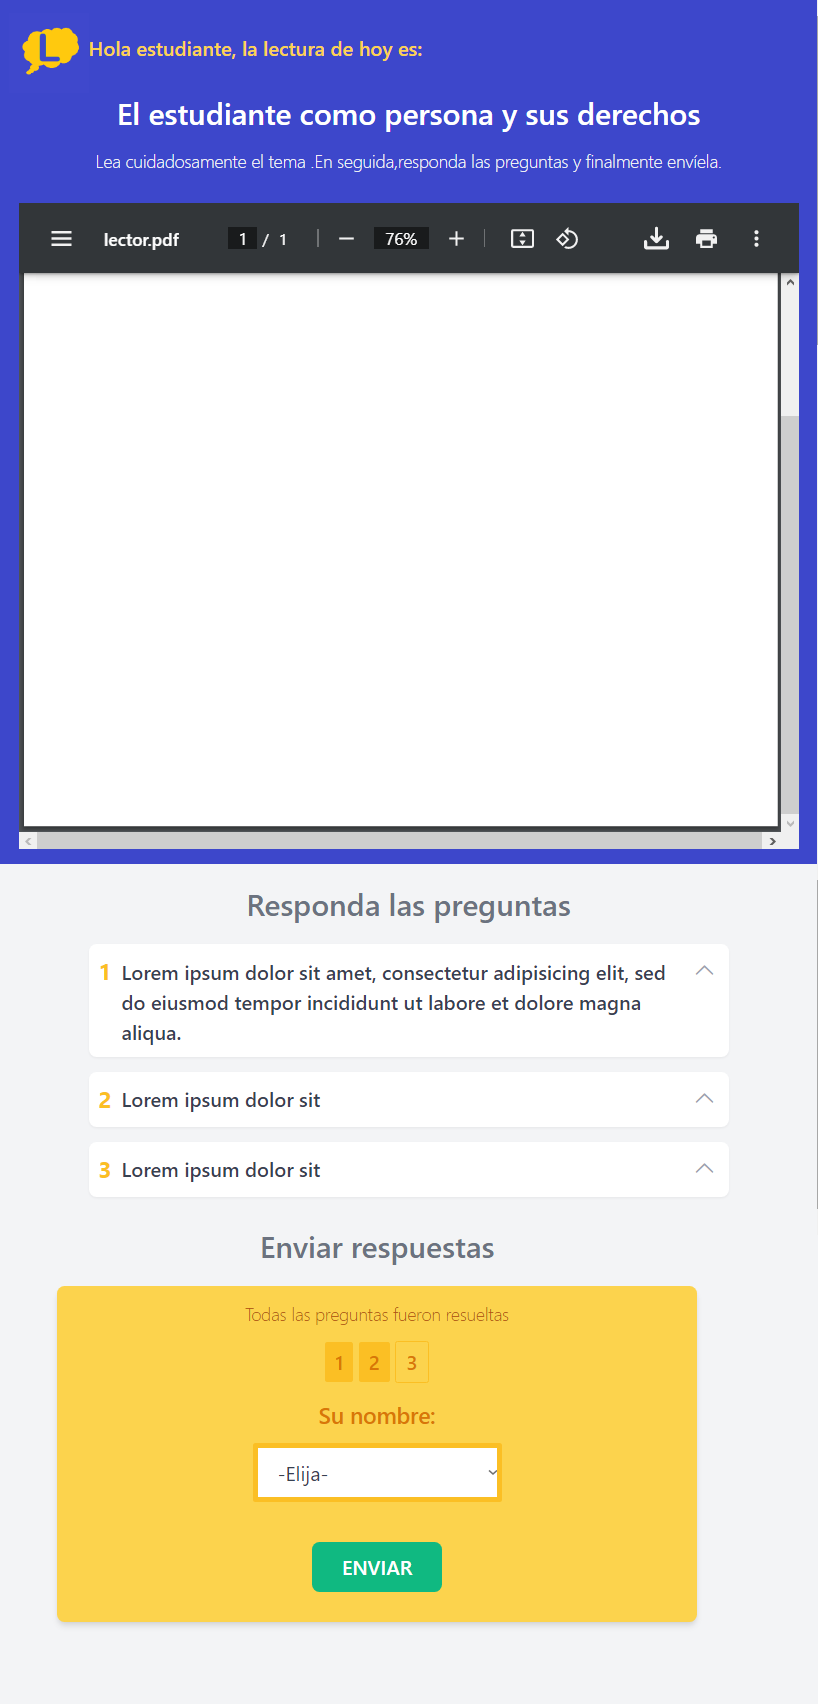 L
Hola estudiante, la lectura de hoy es:
El estudiante como persona y sus derechos
Lea cuidadosamente el tema .En seguida,responda las preguntas y finalmente envíela.
lector.pdf 1 / 1 76%
Responda las preguntas
1 Lorem ipsum dolor sit amet, consectetur adipisicing elit, sed
do eiusmod tempor incididunt ut labore et dolore magna
aliqua.
2 Lorem ipsum dolor sit
3 Lorem ipsum dolor sit
Enviar respuestas
Todas las preguntas fueron resueltas
1 2 3
Su nombre:
-Elija-
ENVIAR